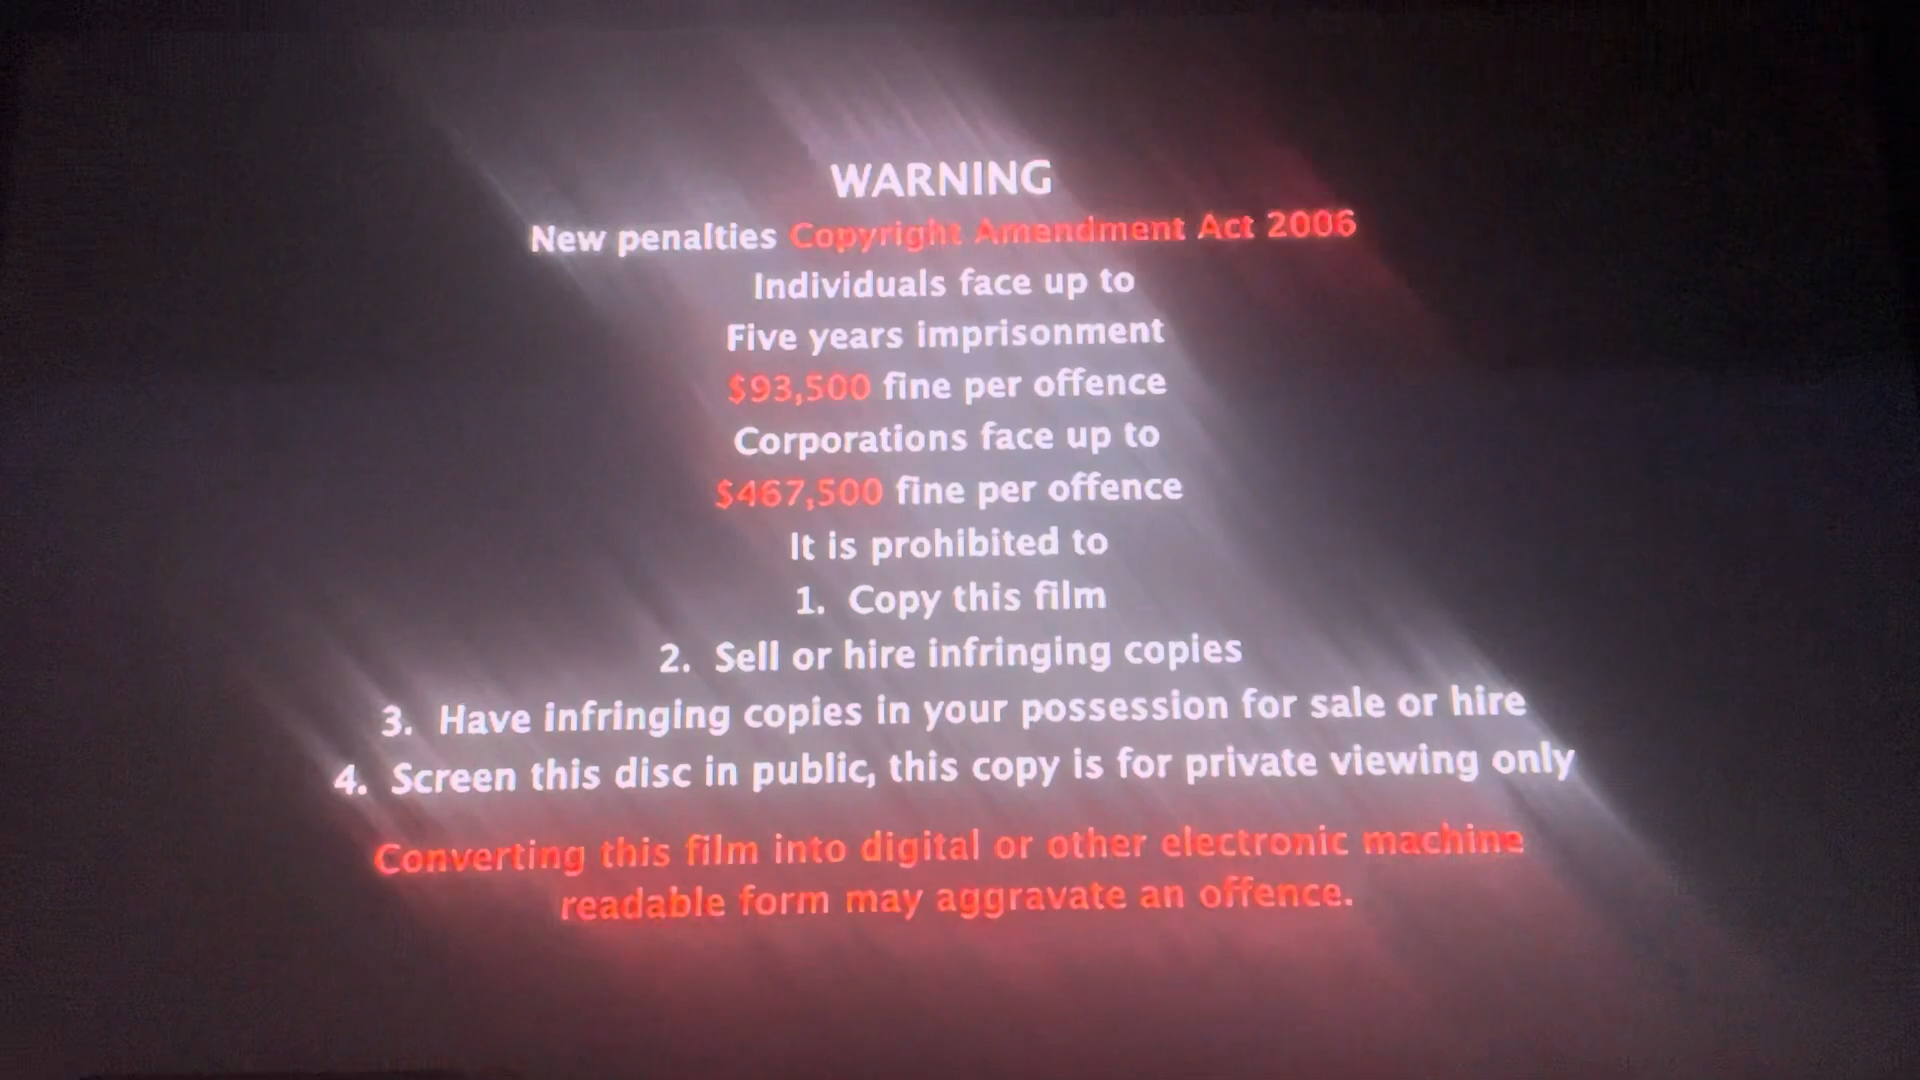 WARNING
New penalties Copyright Amendment Act 2006
Individuals face up to
Five years imprisonment
$93,500 fine per offence
Corporations face up to
$467,500 fine per offence
It is prohibited to
1. Copy this film
2. Sell or hire infringing copies
3. Have infringing copies in your possession for sale or hire
4. Screen this disc in public, this copy is for private viewing only
Converting this film into digital or other electronic machine
readable form may aggravate an offence.